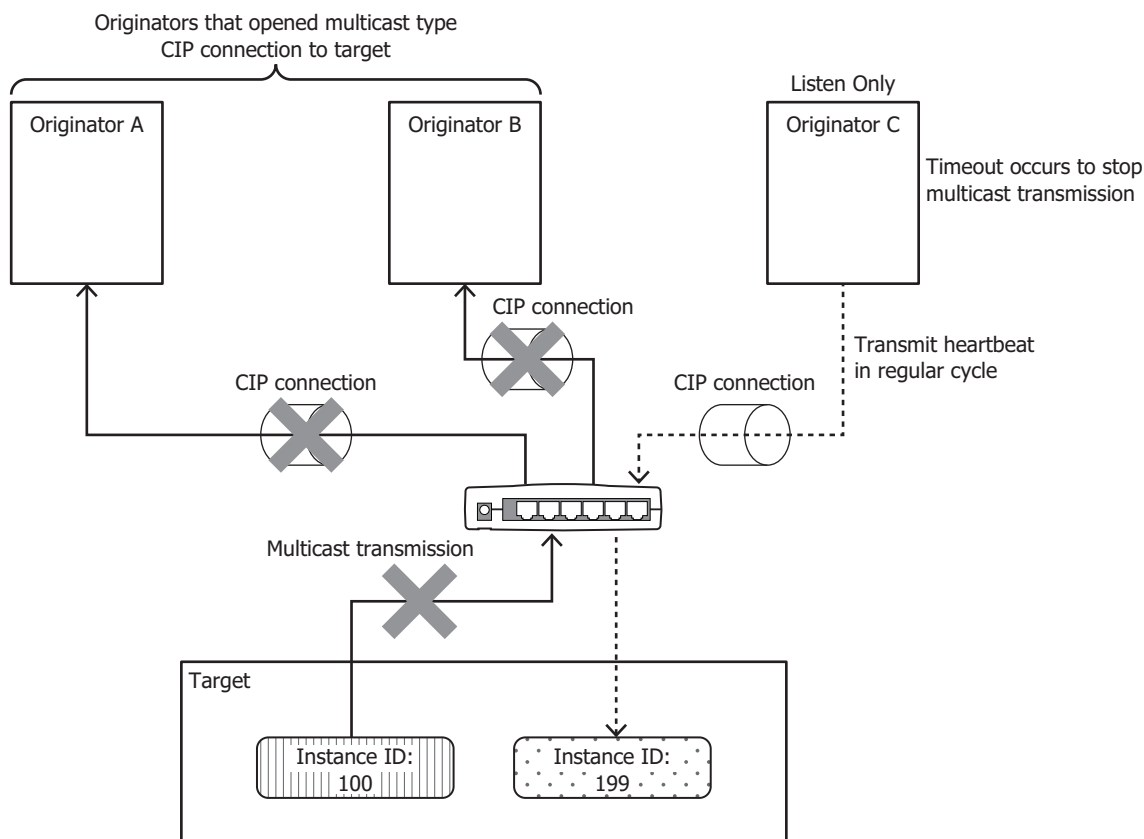 Originators that opened multicast type
CIP connection to target
Listen Only
Originator A
Originator B
Originator C
Timeout occurs to stop
multicast transmission
CIP connection
Transmit heartbeat
in regular cycle
CIP connection
CIP connection
Multicast transmission
Target
Instance ID:
100
Instance ID:
199